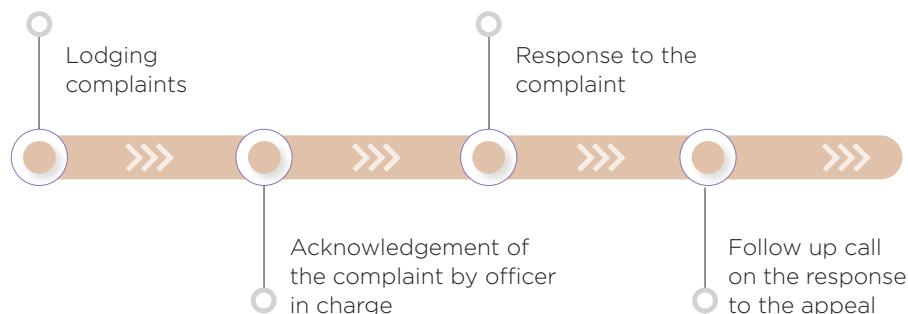 Lodging
complaints
Acknowledgement of
the complaint by officer
in charge
Response to the
complaint
Follow up call
on the response
to the appeal